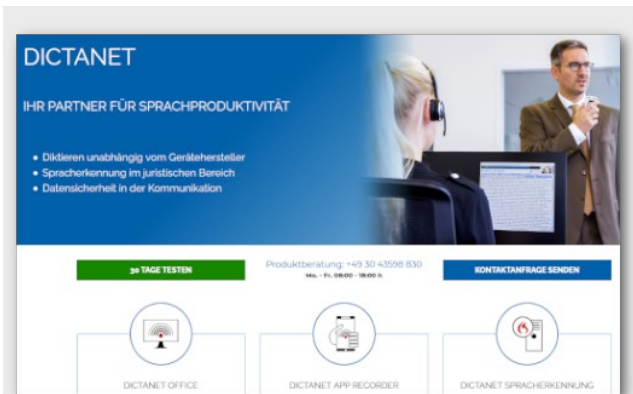 DICTANET
IHR PARTNER FÜR SPRACHPRODUKTIVITÄT
• Diktieren unabhängig vom Gerätehersteller
• Spracherkennung im juristischen Bereich
• Datensicherheit in der Kommunikation
30 TAGE TESTEN
Produktberatung: +49 30 43598 830
Mo. - Fr. 08:00 - 18:00 h
KONTAKTANFRAGE SENDEN
DICTANET OFFICE
DICTANET APP RECORDER
DICTANET SPRACHERKENNUNG